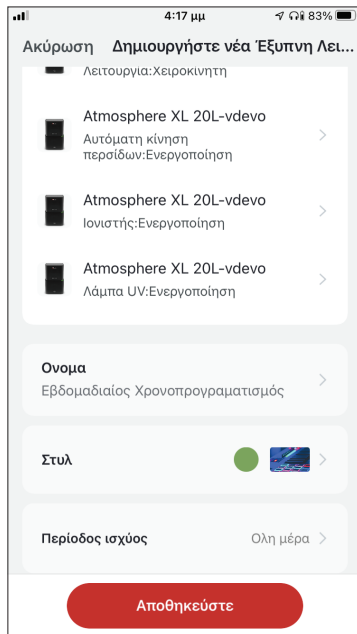 4:17 μμ
83%
Ακύρωση Δημιουργήστε νέα Έξυπνη Λει...
Λειτουργία:Χειροκίνητη
Atmosphere XL 20L-vdevo
Αυτόματη κίνηση
περσίδων:Ενεργοποίηση
Atmosphere XL 20L-vdevo
Ιονιστής:Ενεργοποίηση
Atmosphere XL 20L-vdevo
Λάμπα UV:Ενεργοποίηση
Ονομα
Εβδομαδιαίος Χρονοπρογραματισμός
Στυλ
Περίοδος ισχύος Ολη μέρα
Αποθηκεύστε